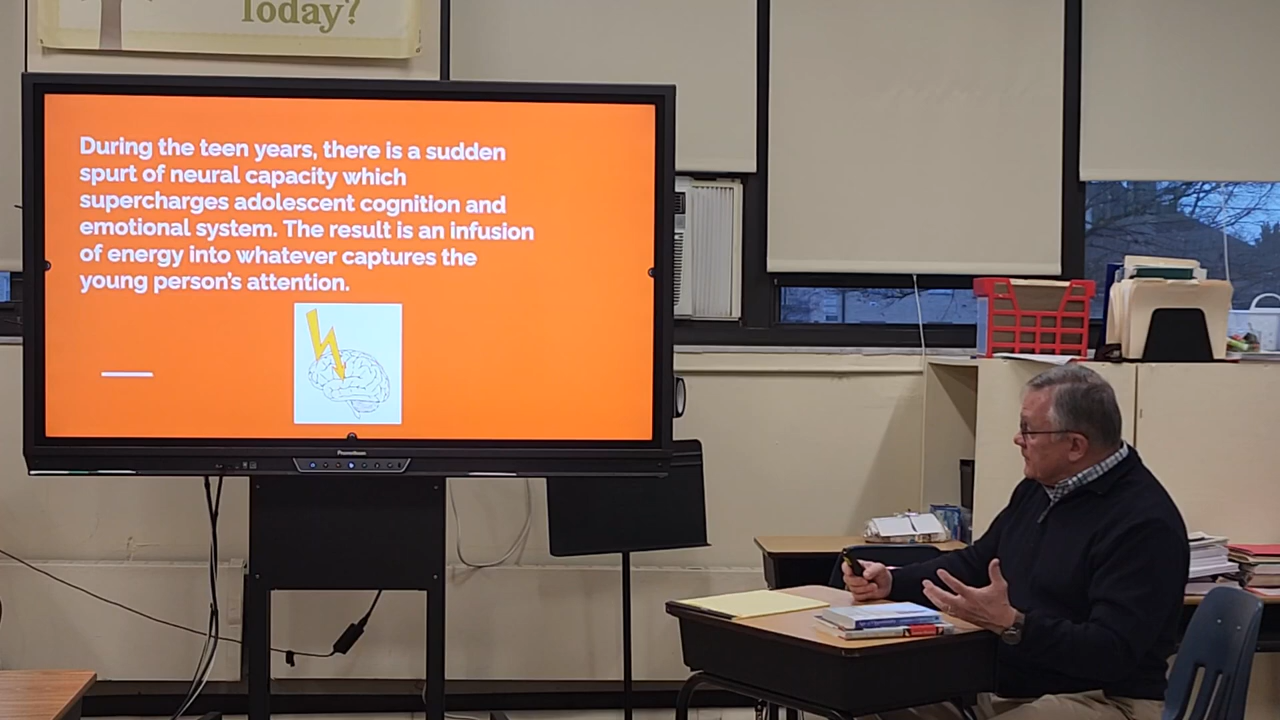 Today?
During the teen years, there is a sudden
spurt of neural capacity which
supercharges adolescent cognition and
emotional system. The result is an infusion
of energy into whatever captures the
young person's attention.
Promethean